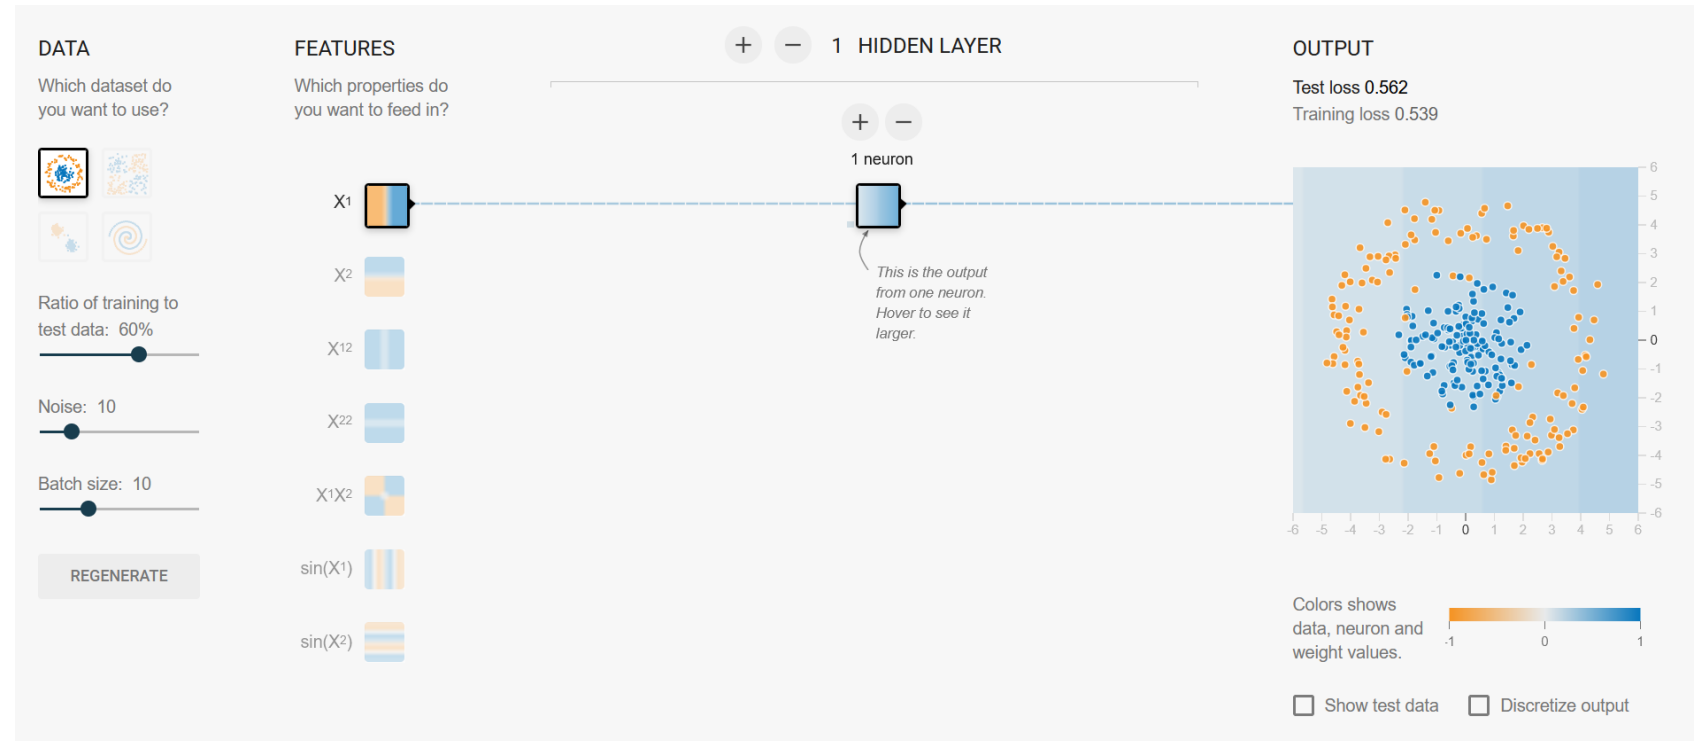 DATA
Which dataset do
you want to use?
Ratio of training to
test data: 60%
Noise: 10
Batch size: 10
REGENERATE
FEATURES
Which properties do
you want to feed in?
X1
X2
X12
X22
X1X2
sin(X1)
sin(X2)
+ − 1 HIDDEN LAYER
+ −
1 neuron
This is the output
from one neuron.
Hover to see it
larger.
OUTPUT
Test loss 0.562
Training loss 0.539
6
5
4
3
2
1
0
-1
-2
-3
-4
-5
-6
-6 -5 -4 -3 -2 -1 0 1 2 3 4 5 6
Colors shows
data, neuron and
weight values.
-1 0 1
Show test data
Discretize output